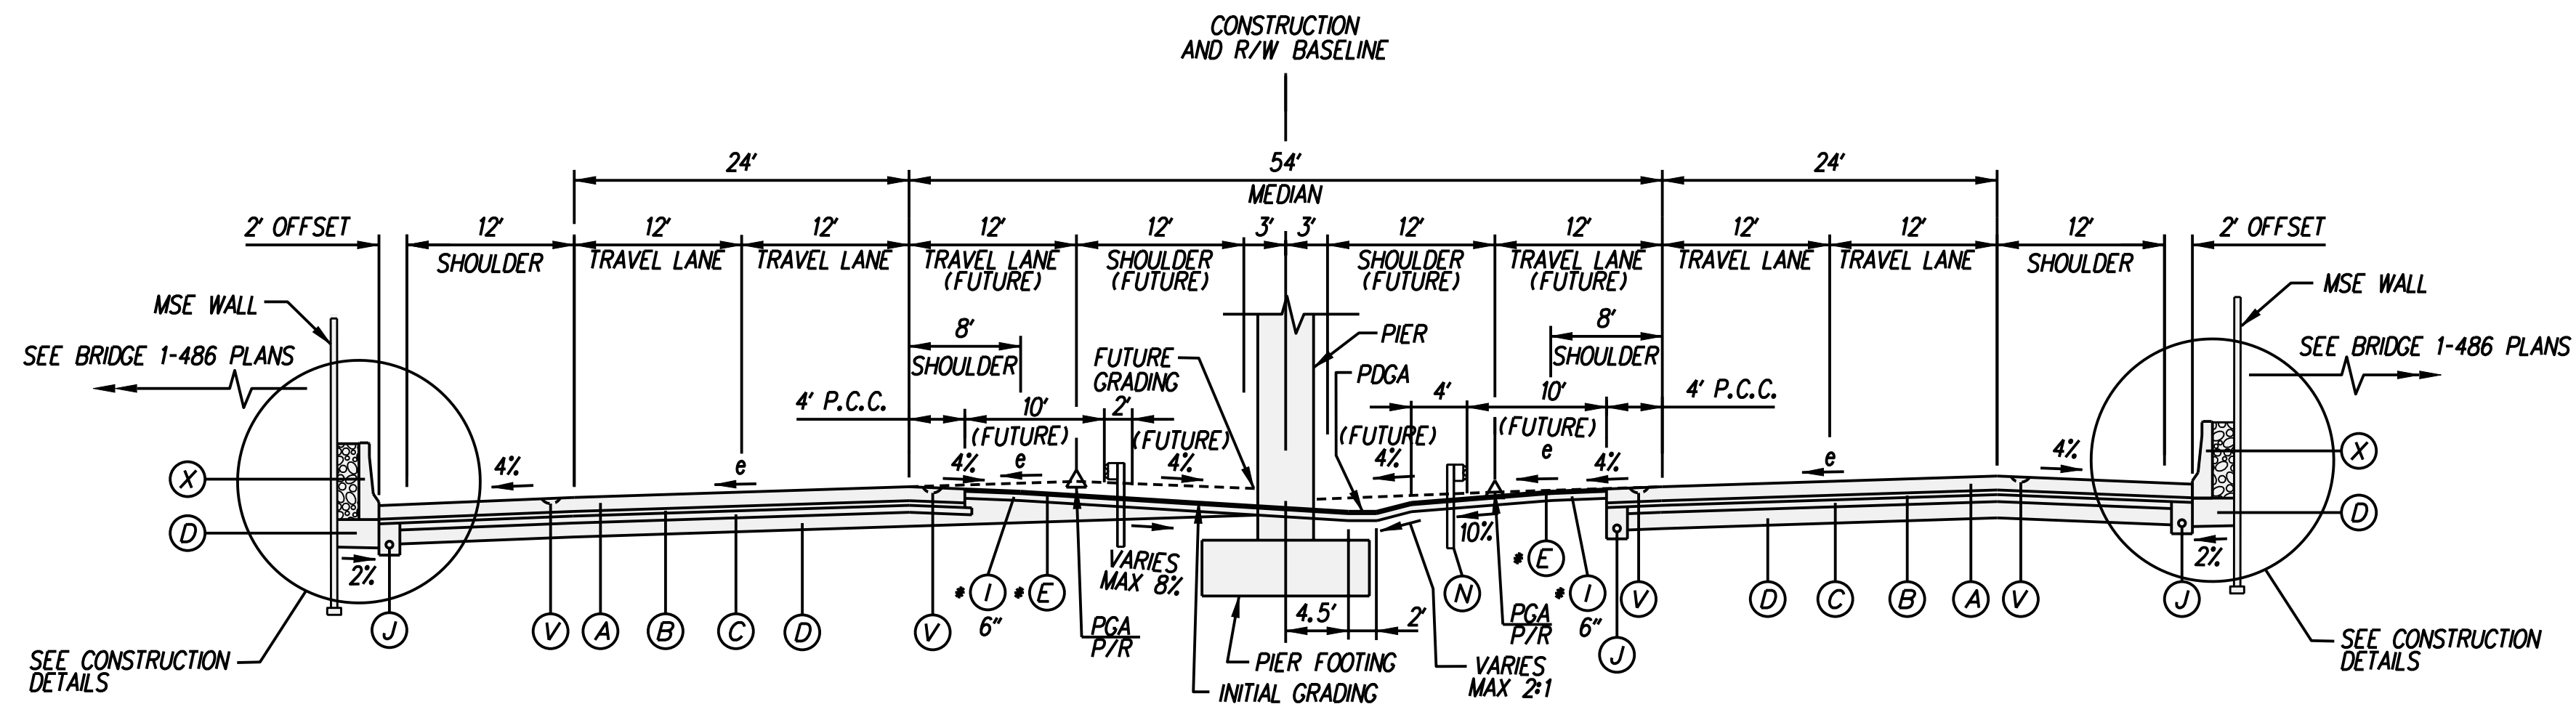 CONSTRUCTION
AND R/W BASELINE
24'
54'
24'
MEDIAN
2' OFFSET
12'
12'
12'
12'
12'
3'
3'
12'
12'
12'
12'
12'
2' OFFSET
SHOULDER
TRAVEL LANE
TRAVEL LANE
TRAVEL LANE
(FUTURE)
SHOULDER
(FUTURE)
SHOULDER
(FUTURE)
TRAVEL LANE
(FUTURE)
TRAVEL LANE
TRAVEL LANE
SHOULDER
MSE WALL
MSE WALL
SEE BRIDGE 1-486 PLANS
SEE BRIDGE 1-486 PLANS
8'
SHOULDER
8'
SHOULDER
FUTURE
GRADING
PIER
PDGA
4' P.C.C.
10'
2'
4'
10'
4' P.C.C.
(FUTURE)
(FUTURE)
(FUTURE)
(FUTURE)
4%
e
4%
e
4%
4%
e
4%
e
4%
X
D
X
D
2%
2%
10%
VARIES
MAX 8%
* I
6"
* E
N
* E
* I
6"
J
V
A
B
C
D
V
PGA
P/R
PGA
P/R
V
J
D
C
B
A
V
J
4.5'
2'
PIER FOOTING
INITIAL GRADING
VARIES
MAX 2:1
SEE CONSTRUCTION
DETAILS
SEE CONSTRUCTION
DETAILS